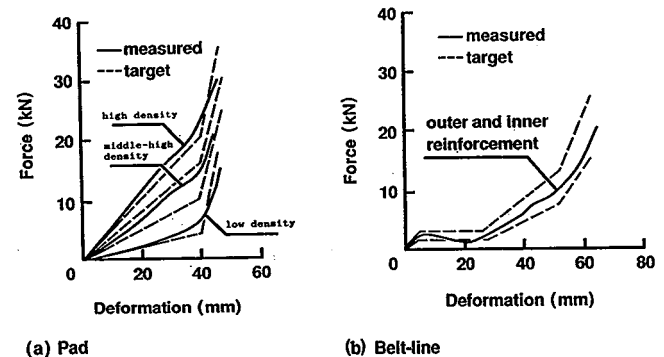 40
measured
target
30
high density
20
middle-high
density
10
low density
0
20
40
60
Force (kN)
Deformation (mm)
(a) Pad
40
measured
target
30
20
outer and inner
reinforcement
10
0
20
40
60
80
Force (kN)
Deformation (mm)
(b) Belt-line